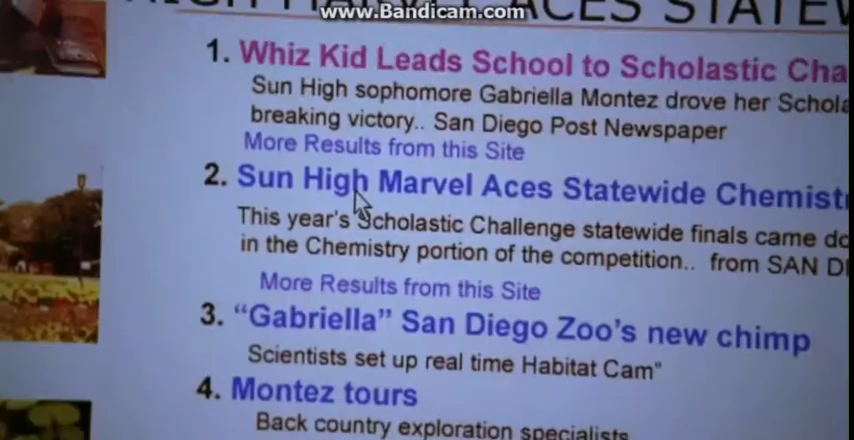 www.Bandicam.com
ACES
1. Whiz Kid Leads School to Scholastic
Sun High sophomore Gabriella Montez drove her
breaking victory.. San Diego Post Newspaper
More Results from this Site
2. Sun High Marvel Aces Statewide
This year's Scholastic Challenge statewide finals came
in the Chemistry portion of the competition.. from SAN
More Results from this Site
3. “Gabriella” San Diego Zoo's new chimp
Scientists set up real time Habitat Cam"
4. Montez tours
Back country exploration specialists